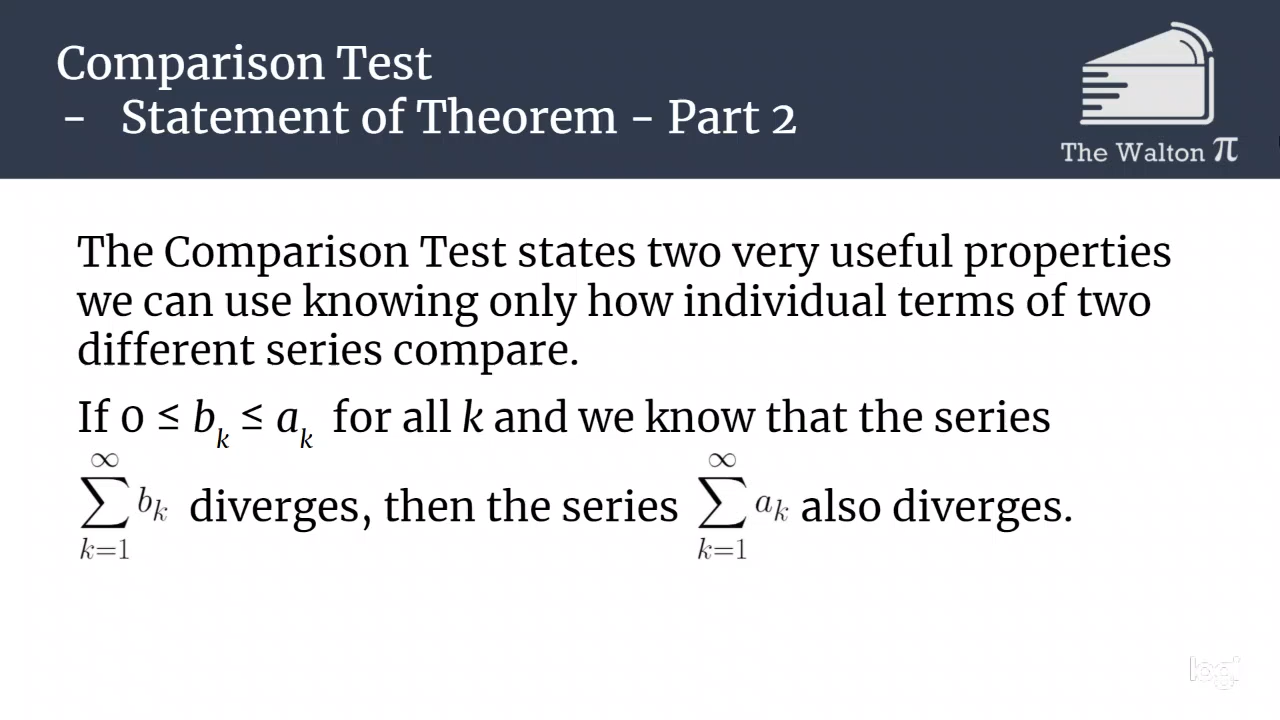 Comparison Test
- Statement of Theorem - Part 2
The Walton π
The Comparison Test states two very useful properties
we can use knowing only how individual terms of two
different series compare.
If 0 ≤ b_k ≤ a_k for all k and we know that the series
∑_{k=1}^{∞} b_k diverges, then the series ∑_{k=1}^{∞} a_k also diverges.